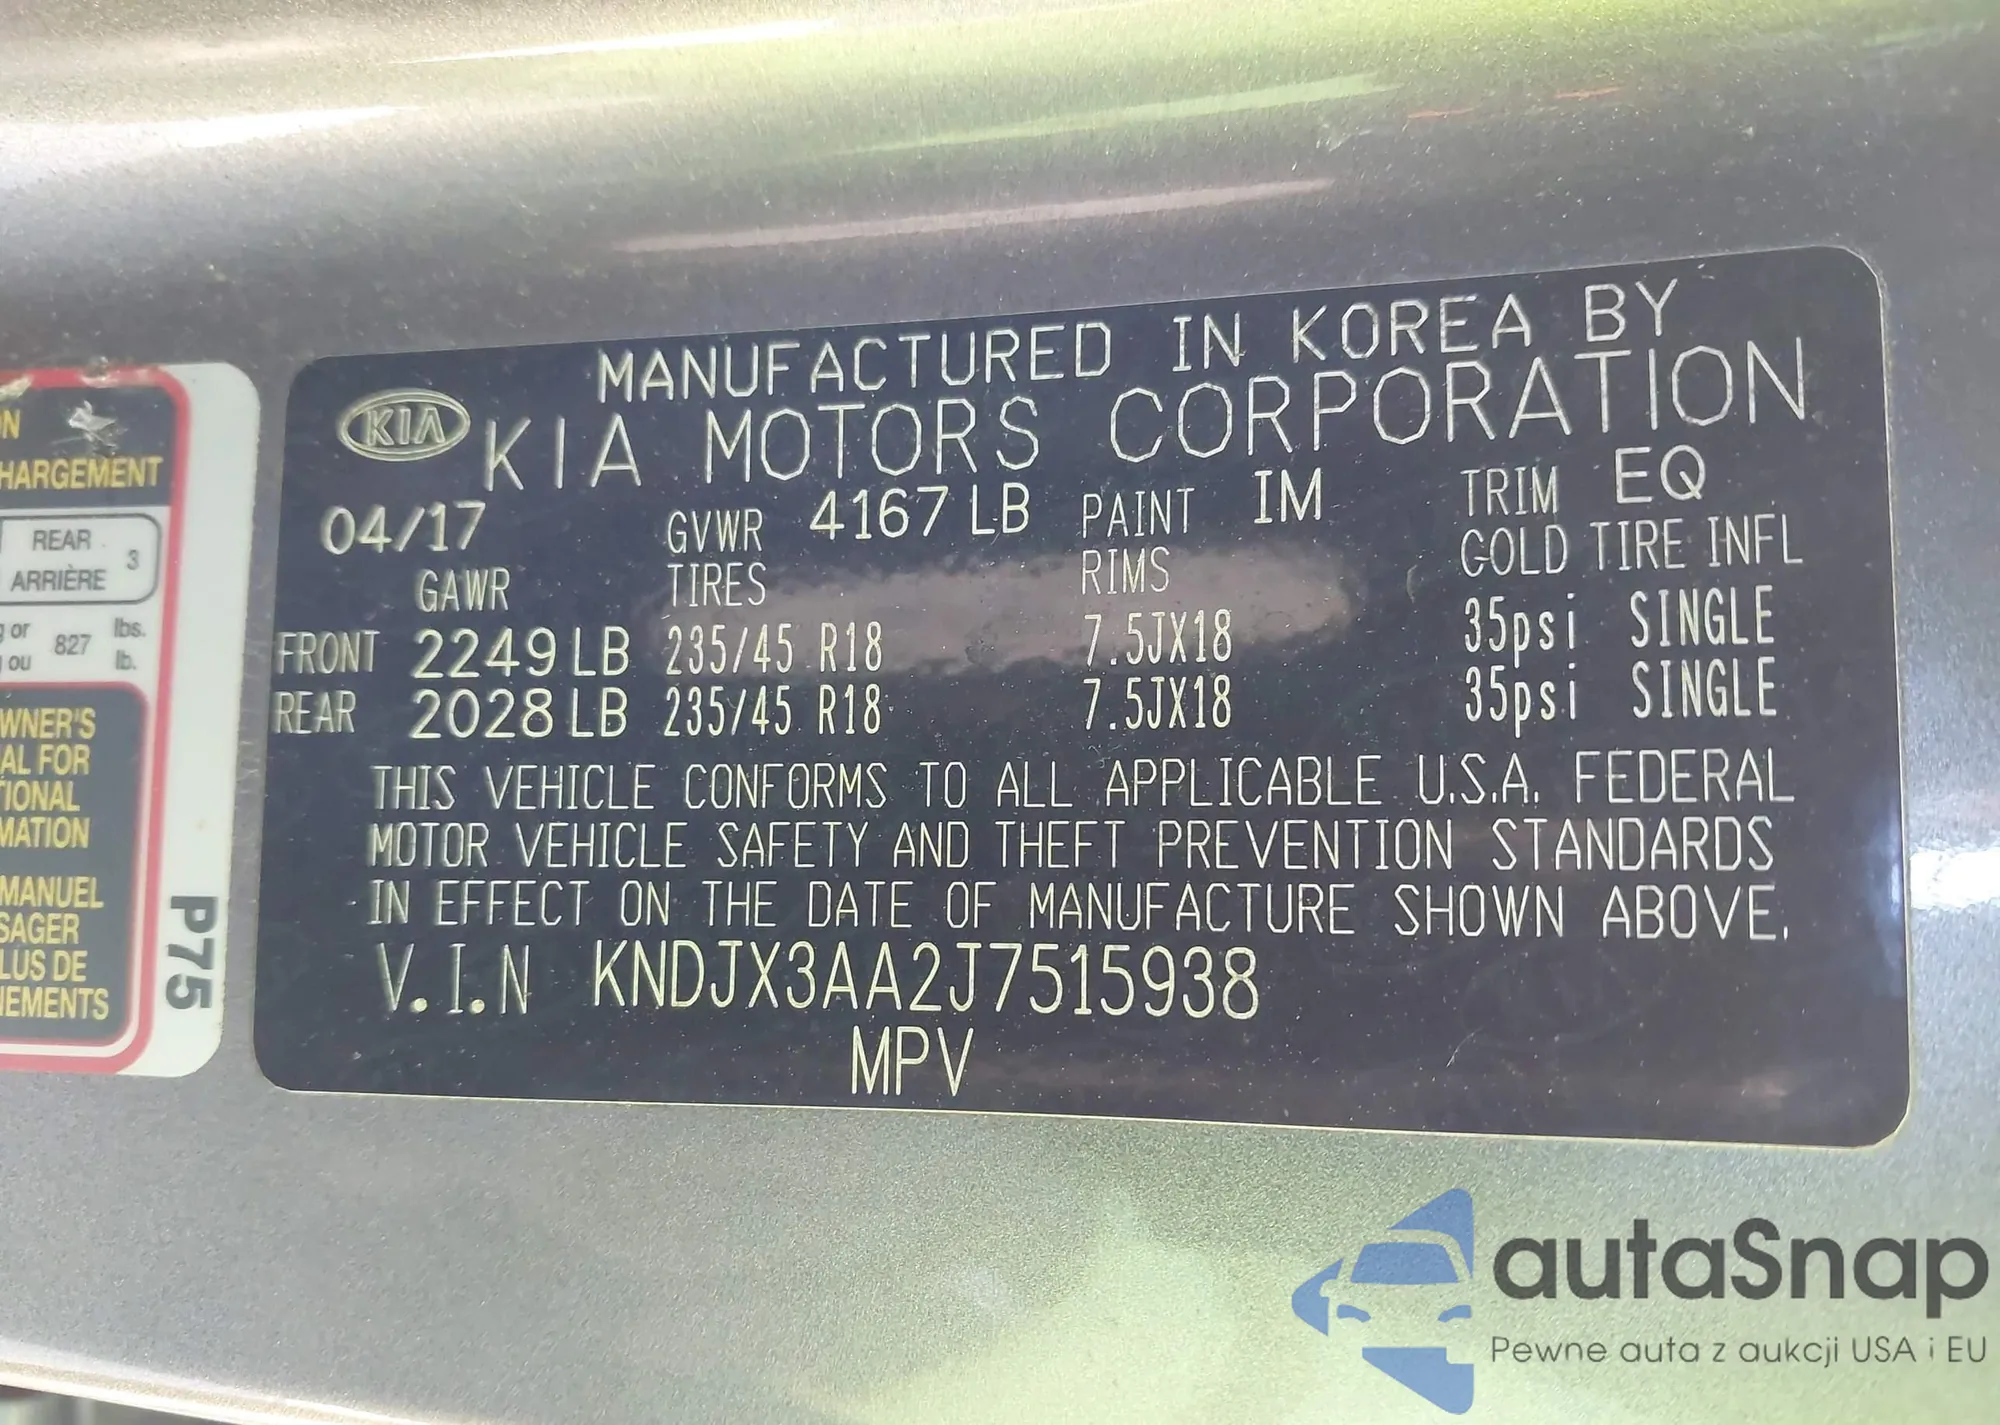 N
HARGEMENT
REAR
ARRIÈRE
3
or
ou
827
lbs.
lb.
WNER'S
AL FOR
TIONAL
MATION
MANUEL
SAGER
LUS DE
NEMENTS
P75
KIA
MANUFACTURED IN KOREA BY
KIA MOTORS CORPORATION
04/17 GVWR 4167 LB PAINT IM TRIM EQ
GAWR TIRES RIMS COLD TIRE INFL
FRONT 2249 LB 235/45 R18 7.5JX18 35psi SINGLE
REAR 2028 LB 235/45 R18 7.5JX18 35psi SINGLE
THIS VEHICLE CONFORMS TO ALL APPLICABLE U.S.A. FEDERAL
MOTOR VEHICLE SAFETY AND THEFT PREVENTION STANDARDS
IN EFFECT ON THE DATE OF MANUFACTURE SHOWN ABOVE.
V.I.N KNDJX3AA2J7515938
MPV
autaSnap
Pewne auta z aukcji USA i EU